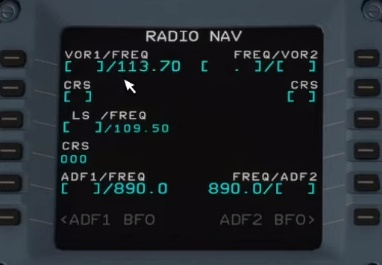 RADIO NAV
VOR1/FREQ FREQ/VOR2
[ ]/113.70 [ . ]/[ ]
CRS CRS
[ ] [ ]
LS /FREQ
[ ]/109.50
CRS
000
ADF1/FREQ FREQ/ADF2
[ ]/890.0 890.0/[ ]
<ADF1 BFO ADF2 BFO>